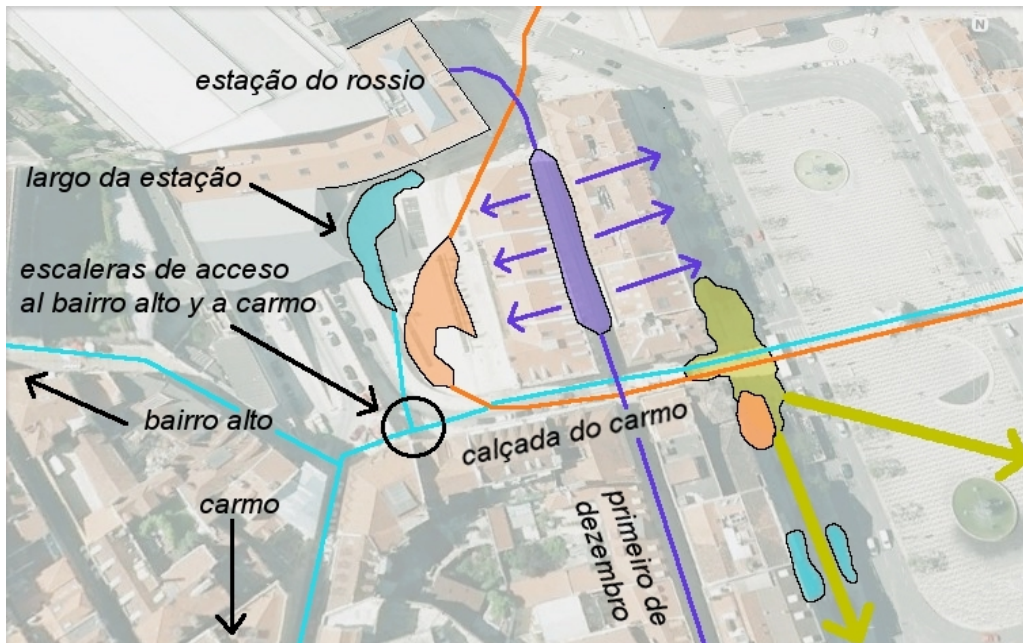 N
estação do rossio
largo da estação
escaleras de acceso
al bairro alto y a carmo
bairro alto
calçada do carmo
carmo
primeiro de
dezembro